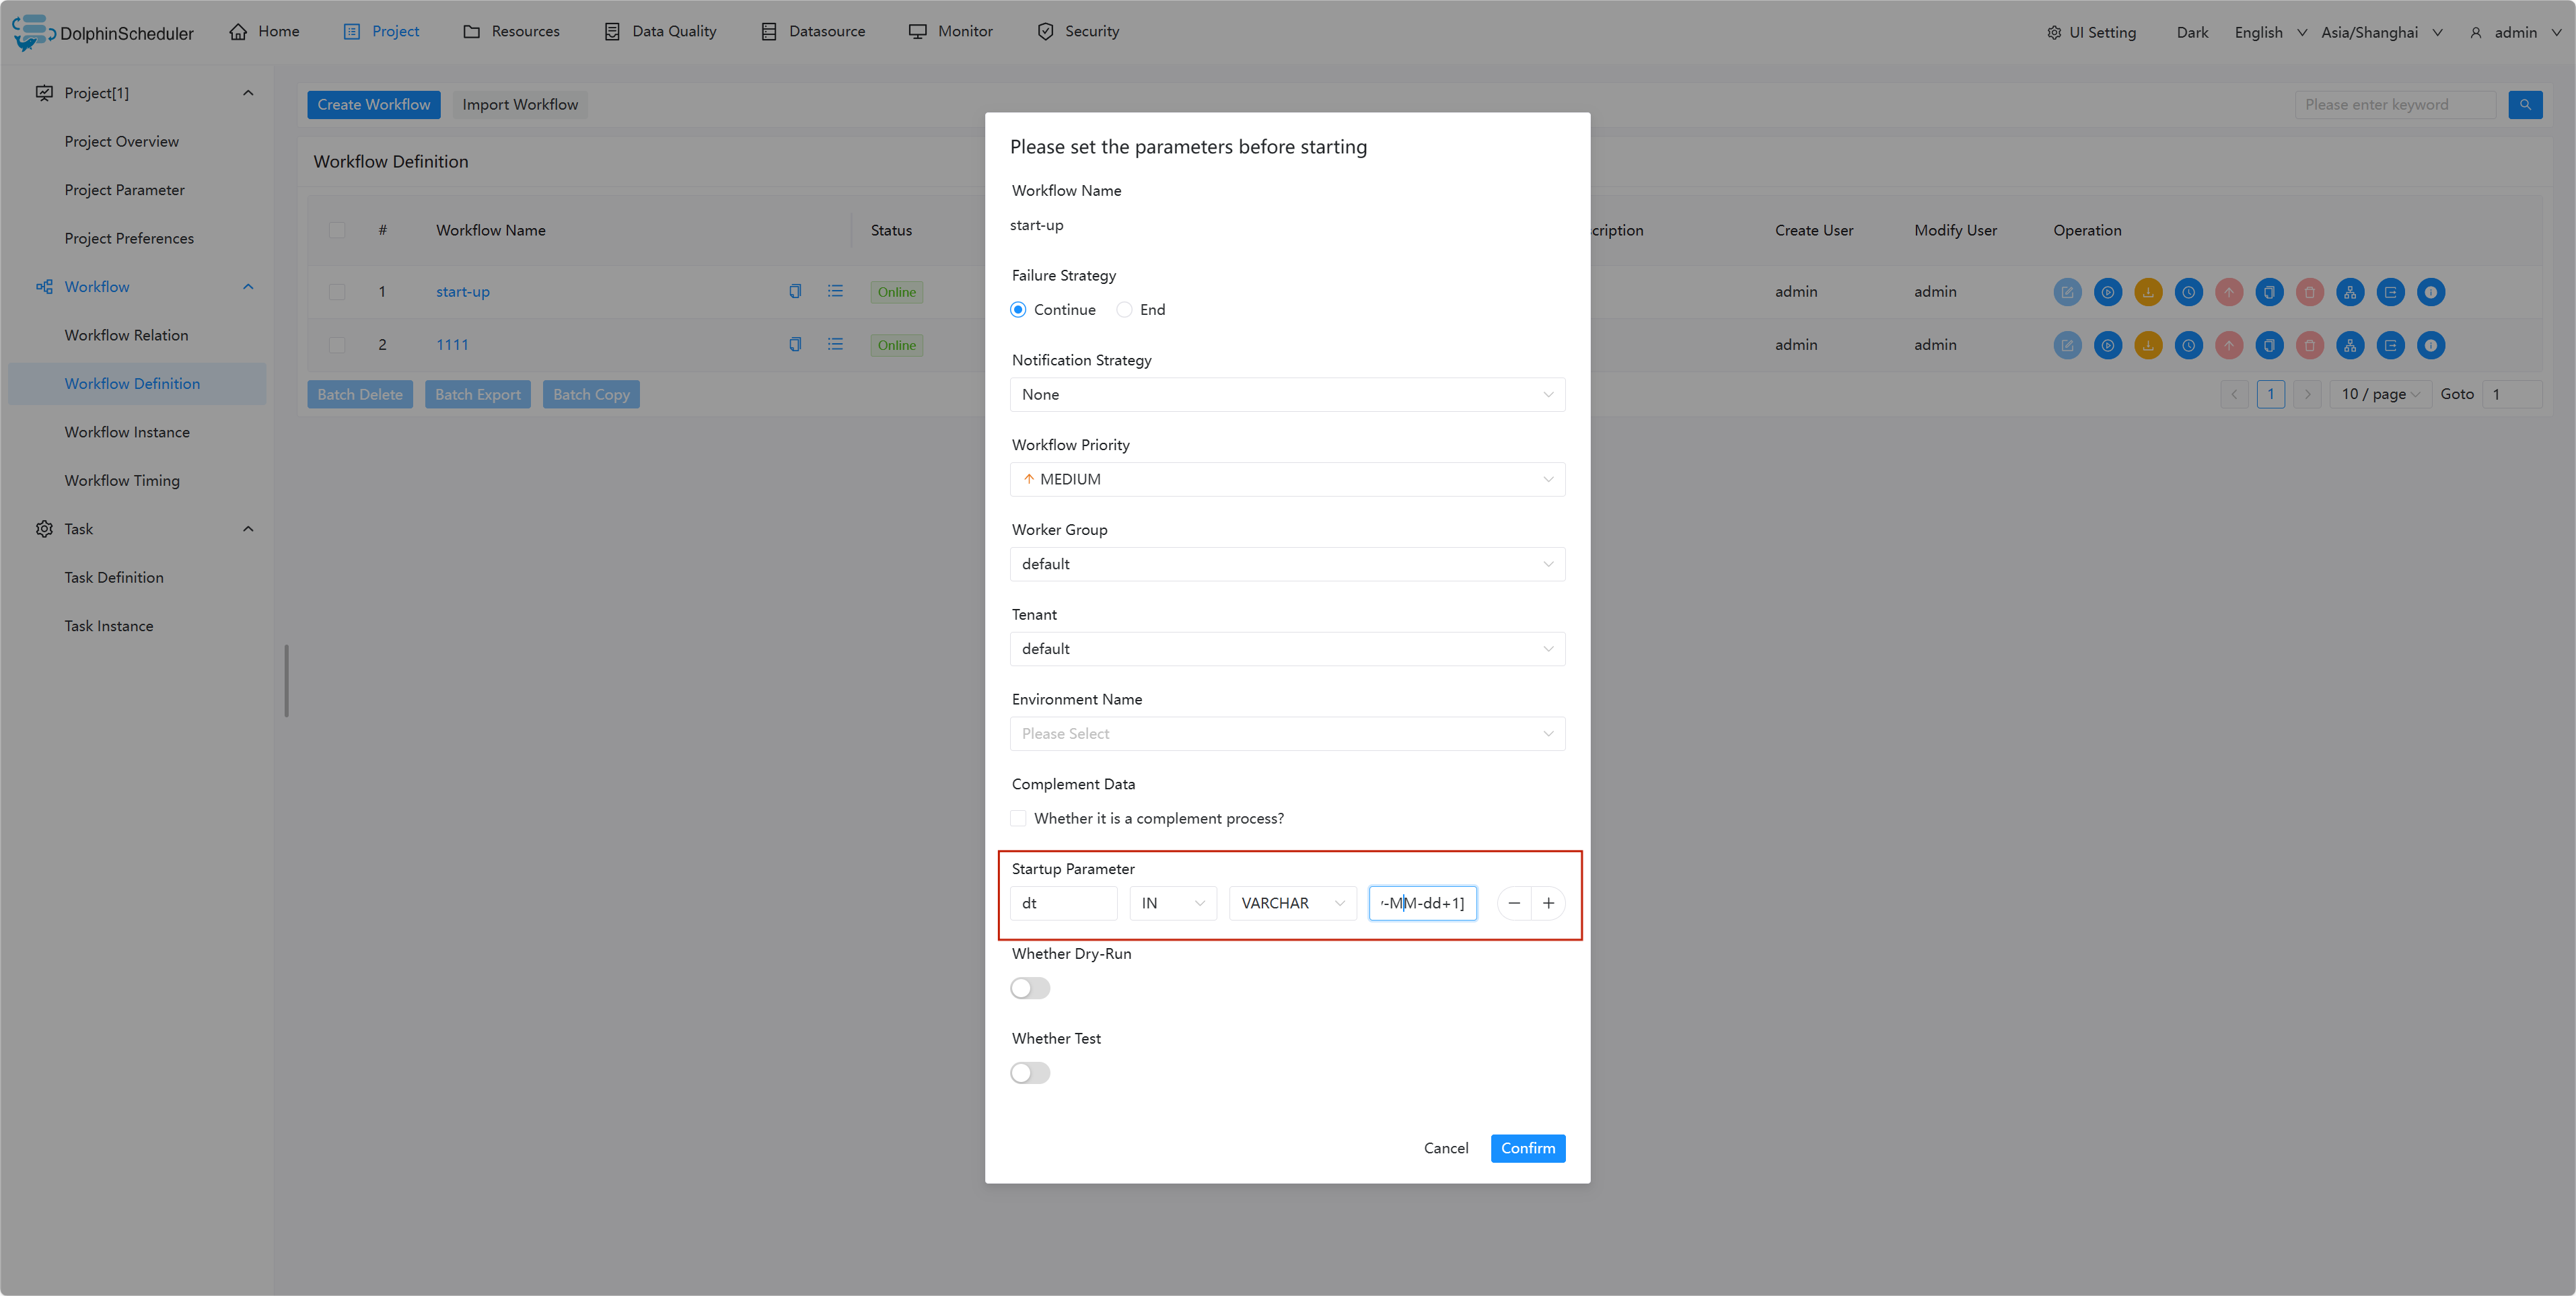 DolphinScheduler Home Project Resources Data Quality Datasource Monitor Security UI Setting Dark English Asia/Shanghai admin
Project[1]
Project Overview
Project Parameter
Project Preferences
Workflow
Workflow Relation
Workflow Definition
Workflow Instance
Workflow Timing
Task
Task Definition
Task Instance
Create Workflow Import Workflow Please enter keyword
Workflow Definition
# Workflow Name Status cription Create User Modify User Operation
1 start-up Online admin admin
2 1111 Online admin admin
Batch Delete Batch Export Batch Copy 1 10 / page Goto 1
Please set the parameters before starting
Workflow Name
start-up
Failure Strategy
Continue End
Notification Strategy
None
Workflow Priority
MEDIUM
Worker Group
default
Tenant
default
Environment Name
Please Select
Complement Data
Whether it is a complement process?
Startup Parameter
dt IN VARCHAR -MM-dd+1]
Whether Dry-Run
Whether Test
Cancel Confirm